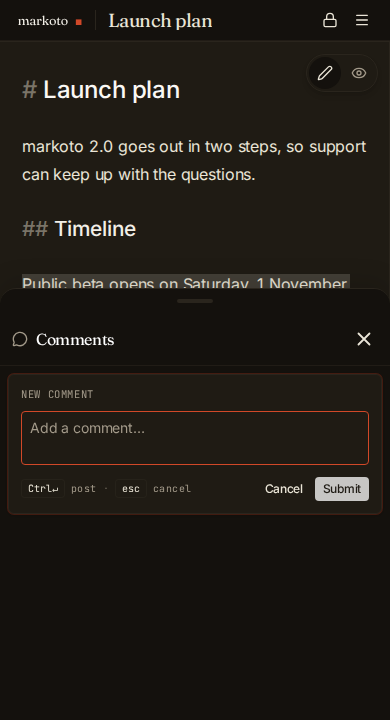 markoto
Launch plan
# Launch plan
markoto 2.0 goes out in two steps, so support
can keep up with the questions.
## Timeline
Public beta opens on Saturday, 1 November
Comments
NEW COMMENT
Add a comment...
Ctrl↵ post · esc cancel
Cancel
Submit